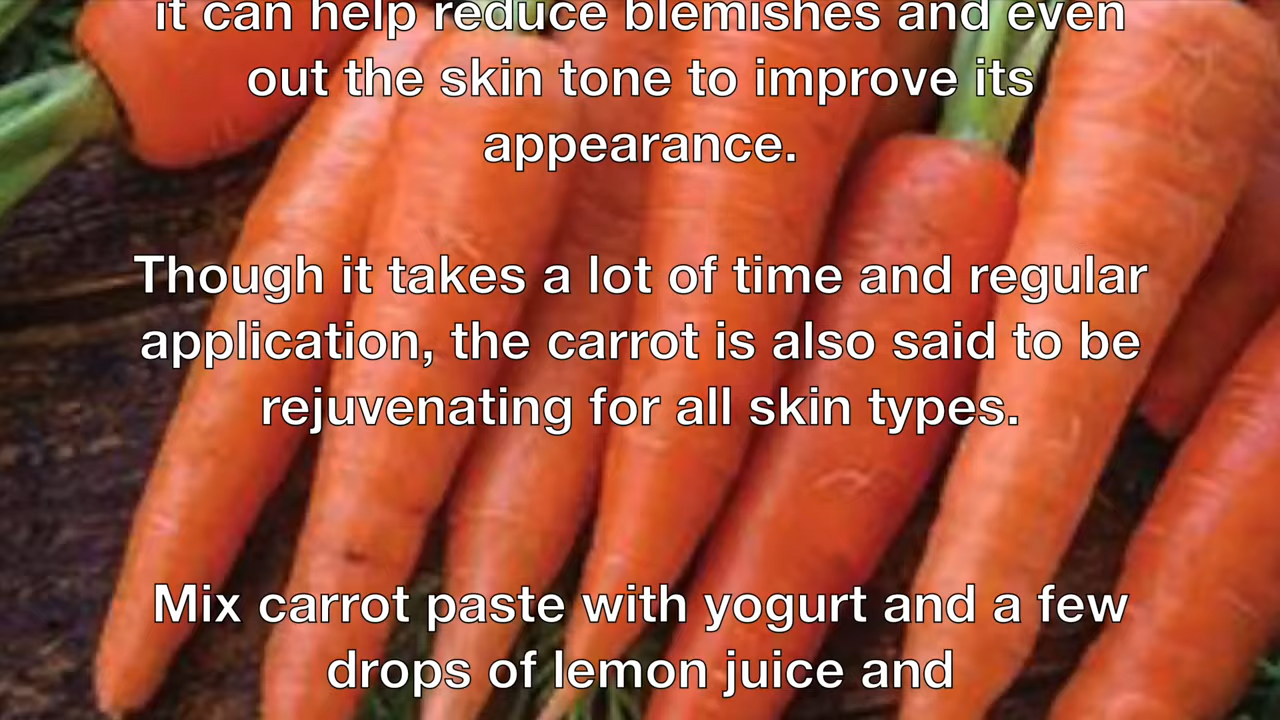 it can help reduce blemishes and even
out the skin tone to improve its
appearance.
Though it takes a lot of time and regular
application, the carrot is also said to be
rejuvenating for all skin types.
Mix carrot paste with yogurt and a few
drops of lemon juice and